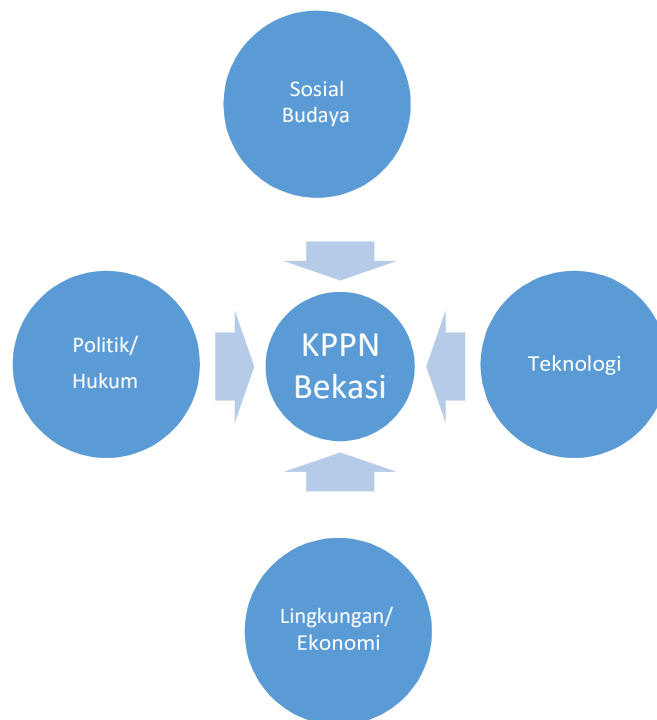 Sosial
Budaya
Politik/
Hukum
KPPN
Bekasi
Teknologi
Lingkungan/
Ekonomi